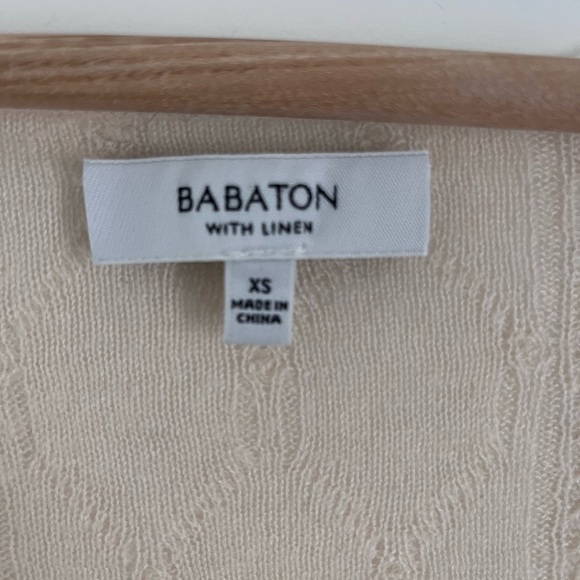 BABATON
WITH LINEN
XS
MADE IN
CHINA